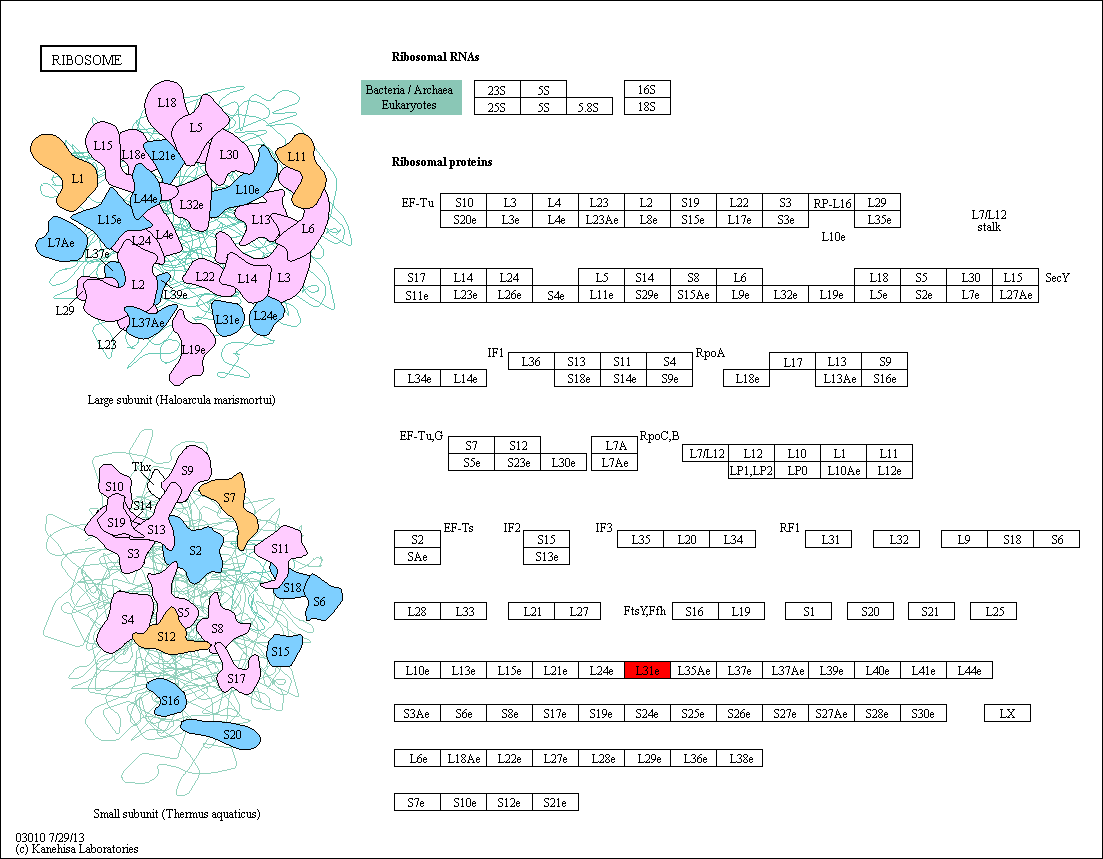 RIBOSOME
Ribosomal RNAs
Bacteria / Archaea 23S 5S 16S
Eukaryotes 25S 5S 5.8S 18S
Ribosomal proteins
EF-Tu S10 L3 L4 L23 L2 S19 L22 S3 RP-L16 L29
S20e L3e L4e L23Ae L8e S15e L17e S3e L35e
L10e
L7/L12
stalk
S17 L14 L24 L5 S14 S8 L6 L18 S5 L30 L15 SecY
S11e L23e L26e S4e L11e S29e S15Ae L9e L32e L19e L5e S2e L7e L27Ae
IF1 L36 S13 S11 S4 RpoA L17 L13 S9
L34e L14e S18e S14e S9e L18e L13Ae S16e
EF-Tu,G S7 S12 L7A RpoC,B L7/L12 L12 L10 L1 L11
S5e S23e L30e L7Ae LP1,LP2 LP0 L10Ae L12e
S2 EF-Ts IF2 S15 IF3 L35 L20 L34 RF1 L31 L32 L9 S18 S6
SAe S13e
L28 L33 L21 L27 FtsY,Ffh S16 L19 S1 S20 S21 L25
L10e L13e L15e L21e L24e L31e L35Ae L37e L37Ae L39e L40e L41e L44e
S3Ae S6e S8e S17e S19e S24e S25e S26e S27e S27Ae S28e S30e LX
L6e L18Ae L22e L27e L28e L29e L36e L38e
S7e S10e S12e S21e
L18
L5
L15
L18e
L21e
L30
L11
L1
L44e
L10e
L32e
L15e
L13
L6
L7Ae
L24
L4e
L37e
L22
L14
L3
L2
L39e
L29
L37Ae
L31e
L24e
L23
L19e
Large subunit (Haloarcula marismortui)
Thx
S9
S10
S7
S14
S19
S13
S3
S2
S11
S18
S6
S4
S5
S8
S12
S15
S17
S16
S20
Small subunit (Thermus aquaticus)
03010 7/29/13
(c) Kanehisa Laboratories